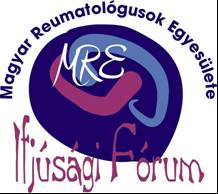 Magyar Reumatológusok Egyesülete
MRE
Ifjúsági Fórum